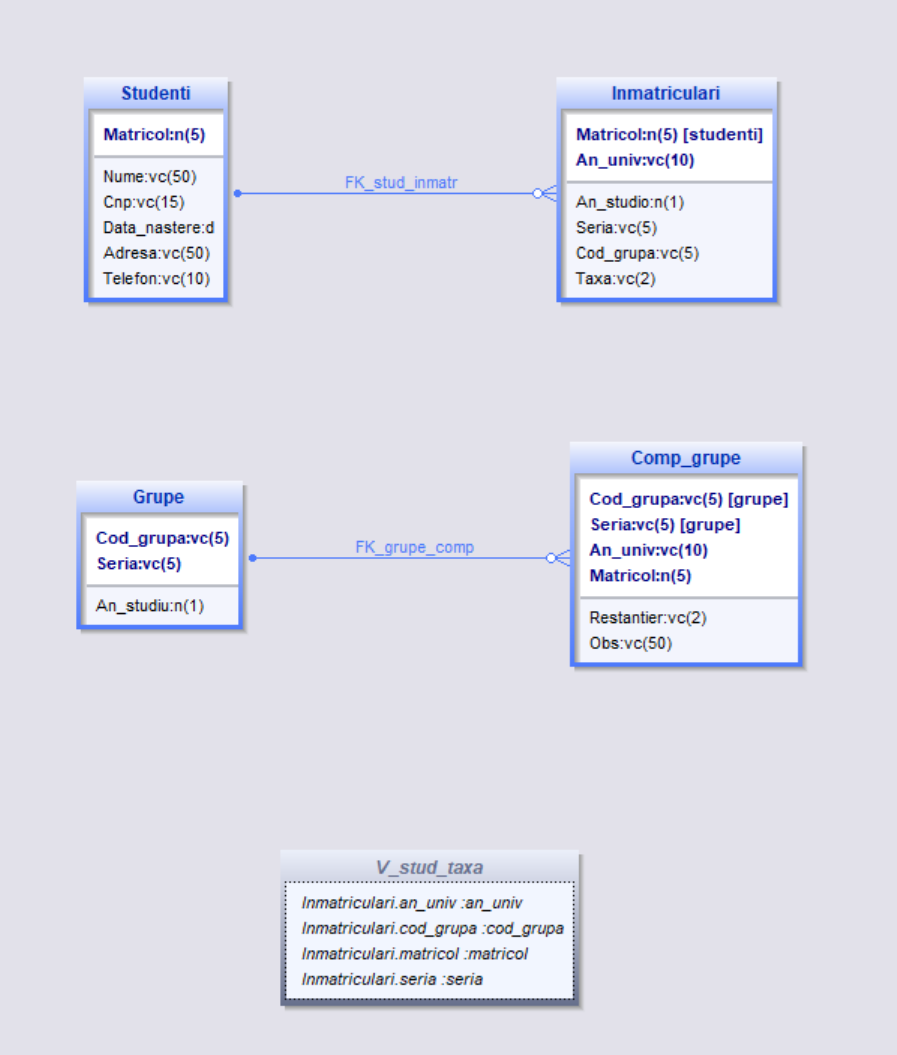 Studenti
Matricol:n(5)
Nume:vc(50)
Cnp:vc(15)
Data_nastere:d
Adresa:vc(50)
Telefon:vc(10)
FK_stud_inmatr
Inmatriculari
Matricol:n(5) [studenti]
An_univ:vc(10)
An_studio:n(1)
Seria:vc(5)
Cod_grupa:vc(5)
Taxa:vc(2)
Grupe
Cod_grupa:vc(5)
Seria:vc(5)
An_studiu:n(1)
FK_grupe_comp
Comp_grupe
Cod_grupa:vc(5) [grupe]
Seria:vc(5) [grupe]
An_univ:vc(10)
Matricol:n(5)
Restantier:vc(2)
Obs:vc(50)
V_stud_taxa
Inmatriculari.an_univ :an_univ
Inmatriculari.cod_grupa :cod_grupa
Inmatriculari.matricol :matricol
Inmatriculari.seria :seria